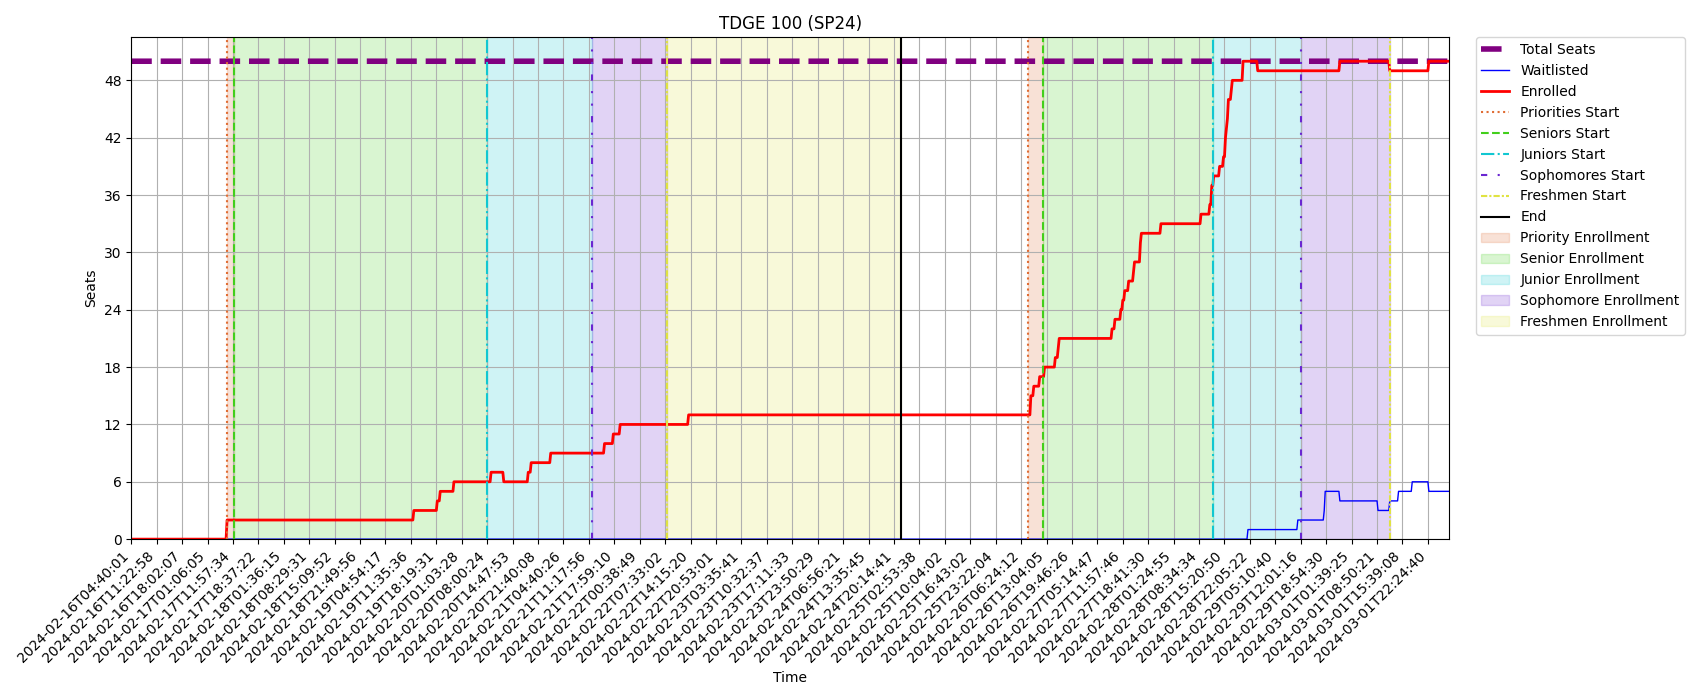 TDGE 100 (SP24)
Seats
48
42
36
30
24
18
12
6
0
2024-02-16T04:40:01
2024-02-16T11:22:58
2024-02-16T18:02:07
2024-02-17T01:06:05
2024-02-17T11:57:34
2024-02-17T18:37:22
2024-02-18T01:36:15
2024-02-18T08:29:31
2024-02-18T15:09:52
2024-02-18T21:49:56
2024-02-19T04:54:17
2024-02-19T11:35:36
2024-02-19T18:19:31
2024-02-20T01:03:28
2024-02-20T08:00:24
2024-02-20T14:47:53
2024-02-20T21:40:08
2024-02-21T04:40:26
2024-02-21T11:17:56
2024-02-21T17:59:10
2024-02-22T00:38:49
2024-02-22T07:33:02
2024-02-22T14:15:20
2024-02-22T20:53:01
2024-02-23T03:35:41
2024-02-23T10:32:37
2024-02-23T17:11:33
2024-02-23T23:50:29
2024-02-24T06:56:21
2024-02-24T13:35:45
2024-02-24T20:14:41
2024-02-25T02:53:38
2024-02-25T10:04:02
2024-02-25T16:43:02
2024-02-25T23:22:04
2024-02-26T06:24:12
2024-02-26T13:04:05
2024-02-26T19:46:26
2024-02-27T05:14:47
2024-02-27T11:57:46
2024-02-27T18:41:30
2024-02-28T01:24:55
2024-02-28T08:34:34
2024-02-28T15:20:50
2024-02-28T22:05:22
2024-02-29T05:10:40
2024-02-29T12:01:16
2024-02-29T18:54:30
2024-03-01T01:39:25
2024-03-01T08:50:21
2024-03-01T15:39:08
2024-03-01T22:24:40
Time
Total Seats
Waitlisted
Enrolled
Priorities Start
Seniors Start
Juniors Start
Sophomores Start
Freshmen Start
End
Priority Enrollment
Senior Enrollment
Junior Enrollment
Sophomore Enrollment
Freshmen Enrollment